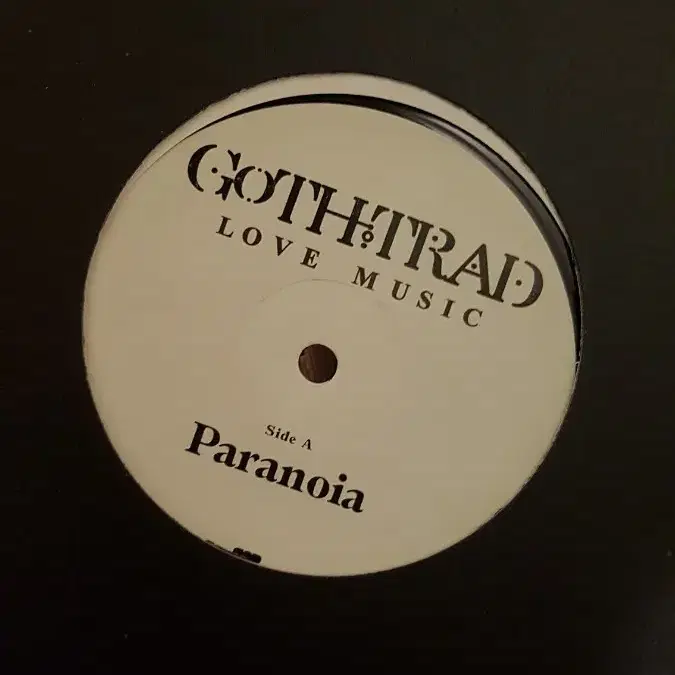 GOTH-TRAD
LOVE MUSIC
Side A
Paranoia